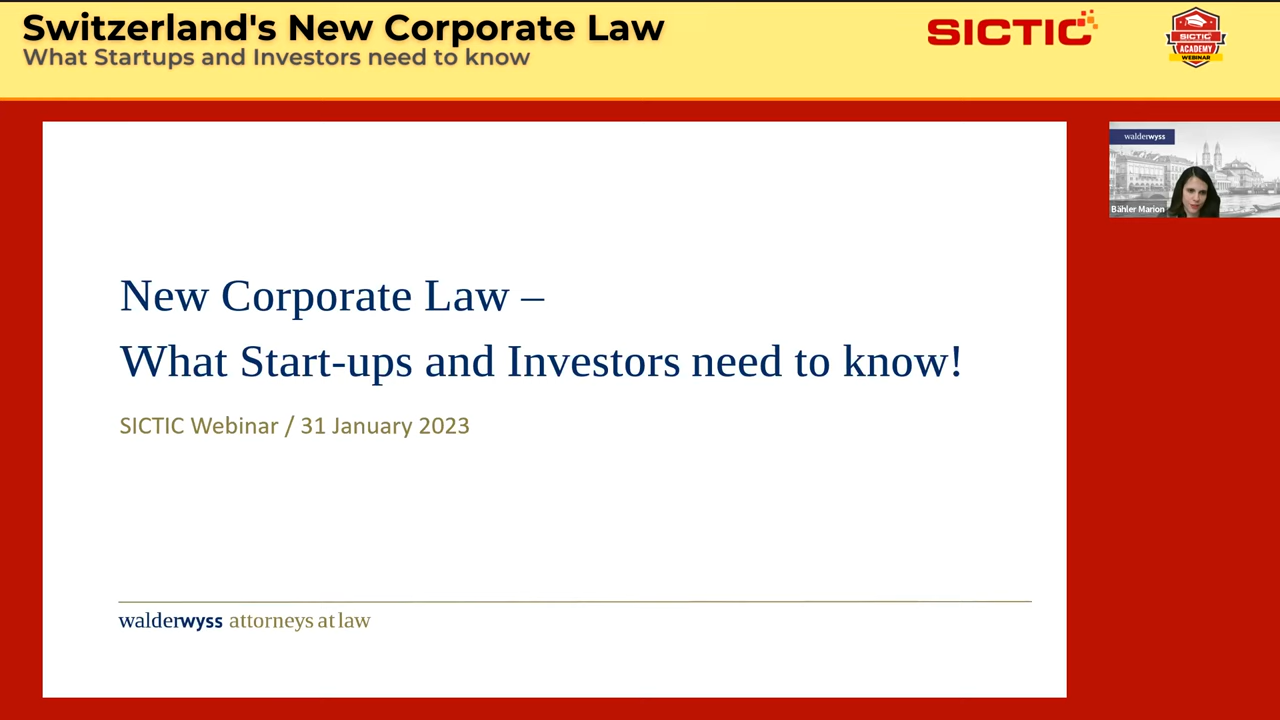 Switzerland's New Corporate Law
What Startups and Investors need to know
SICTIC
SICTIC
ACADEMY
WEBINAR
walderwyss
Bähler Marion
New Corporate Law –
What Start-ups and Investors need to know!
SICTIC Webinar / 31 January 2023
walderwyss attorneys at law